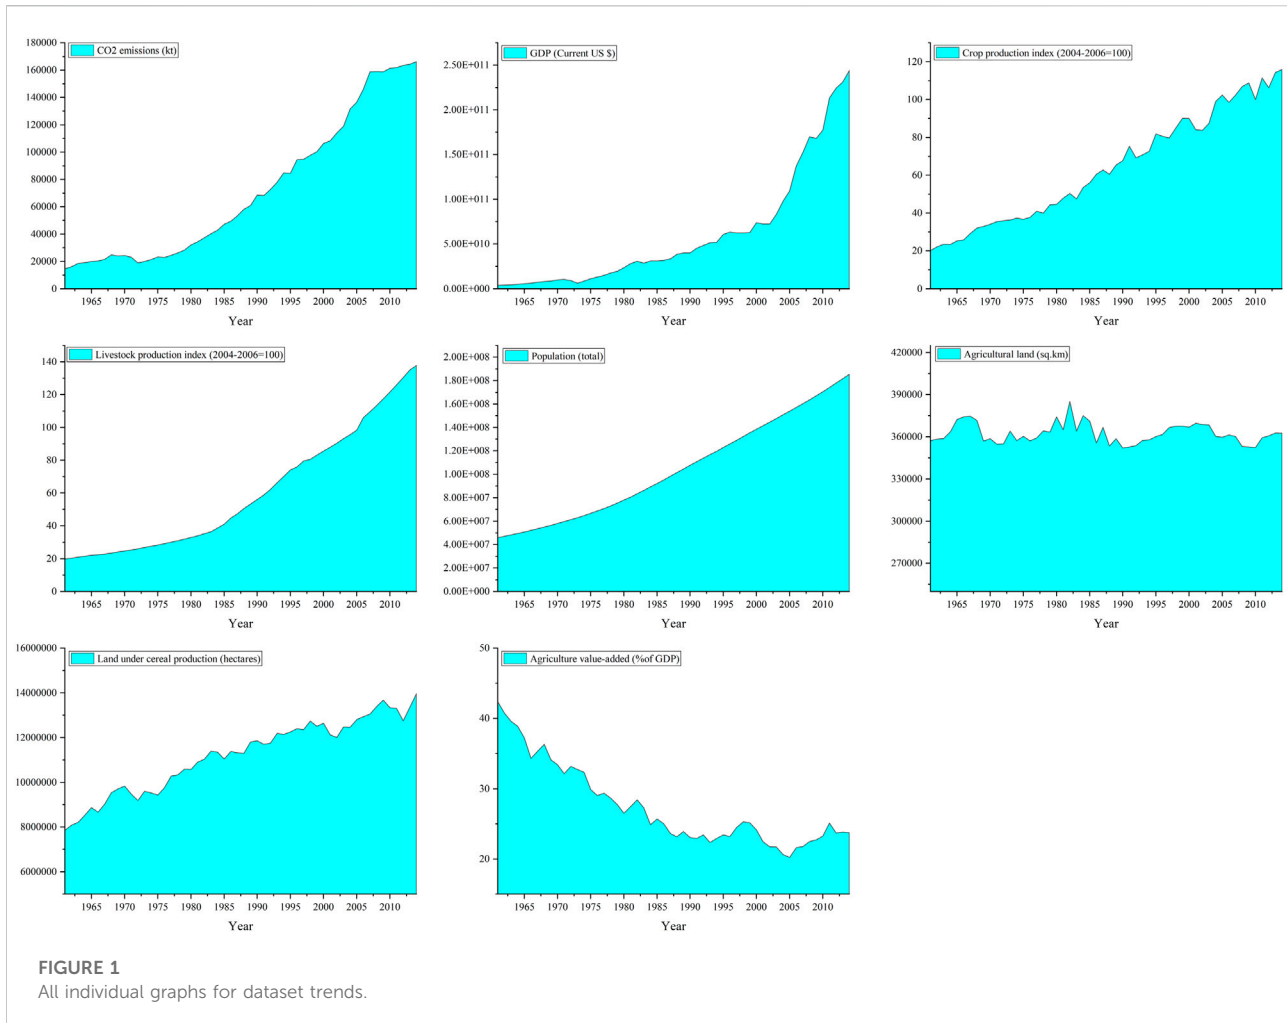 CO2 emissions (kt)
180000
160000
140000
120000
100000
80000
60000
40000
20000
0
1965 1970 1975 1980 1985 1990 1995 2000 2005 2010
Year
GDP (Current US $)
2.50E+011
2.00E+011
1.50E+011
1.00E+011
5.00E+010
0.00E+000
1965 1970 1975 1980 1985 1990 1995 2000 2005 2010
Year
Crop production index (2004-2006=100)
120
100
80
60
40
20
0
1965 1970 1975 1980 1985 1990 1995 2000 2005 2010
Year
Livestock production index (2004-2006=100)
140
120
100
80
60
40
20
0
1965 1970 1975 1980 1985 1990 1995 2000 2005 2010
Year
Population (total)
2.00E+008
1.80E+008
1.60E+008
1.40E+008
1.20E+008
1.00E+008
8.00E+007
6.00E+007
4.00E+007
2.00E+007
0.00E+000
1965 1970 1975 1980 1985 1990 1995 2000 2005 2010
Year
Agricultural land (sq.km)
420000
390000
360000
330000
300000
270000
1965 1970 1975 1980 1985 1990 1995 2000 2005 2010
Year
Land under cereal production (hectares)
16000000
14000000
12000000
10000000
8000000
6000000
1965 1970 1975 1980 1985 1990 1995 2000 2005 2010
Year
Agriculture value-added (%of GDP)
50
40
30
20
1965 1970 1975 1980 1985 1990 1995 2000 2005 2010
Year
FIGURE 1
All individual graphs for dataset trends.